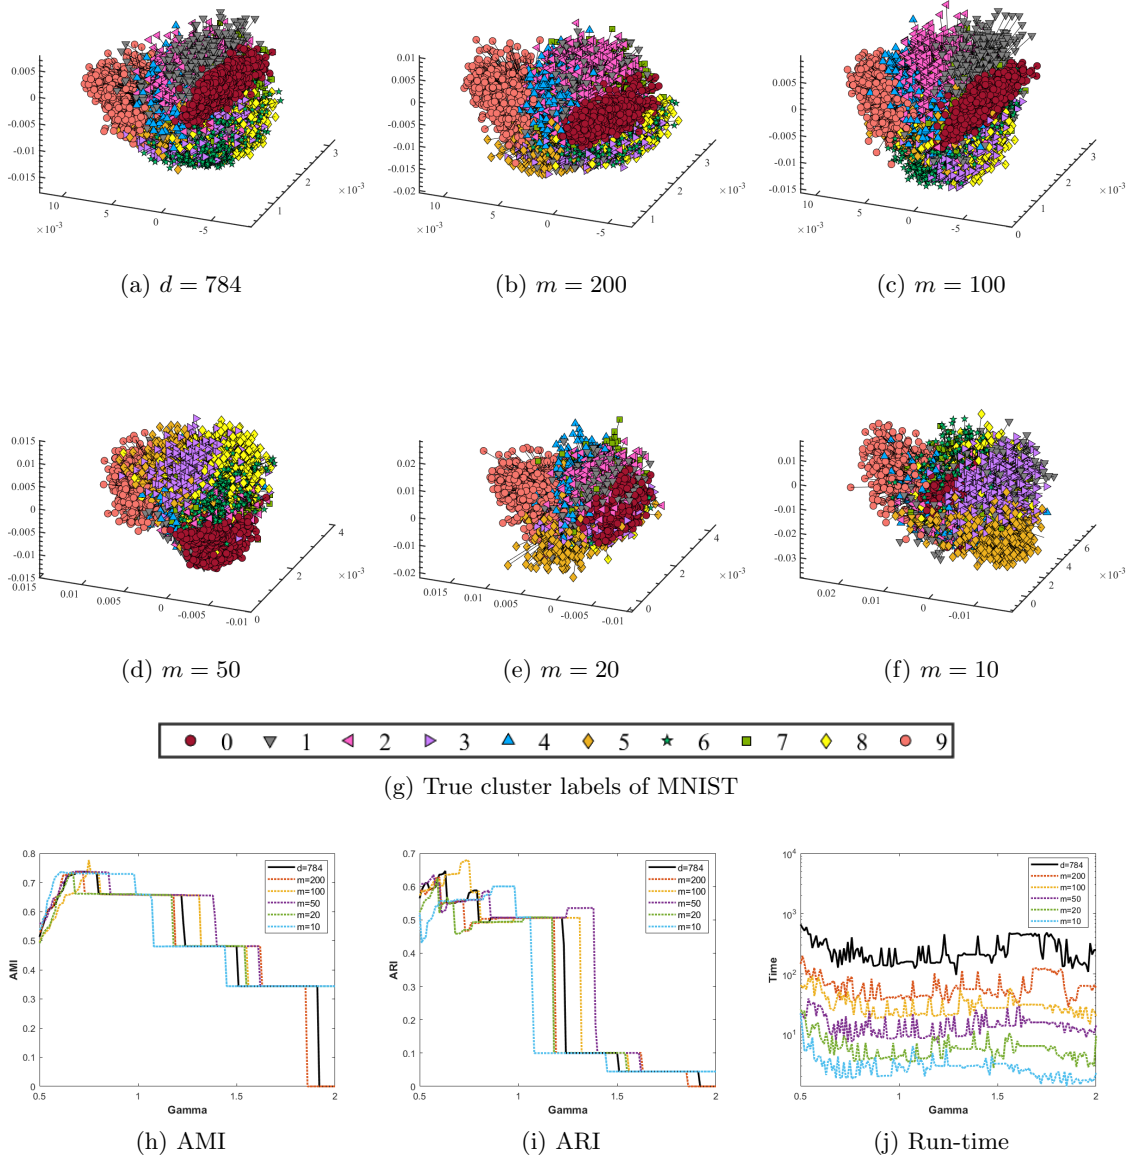 0.005
0
-0.005
-0.01
-0.015
10
5
0
-5
×10⁻³
1
2
3
×10⁻³
(a) d = 784
0.01
0.005
0
-0.005
-0.01
-0.015
-0.02
10
5
0
-5
×10⁻³
1
2
3
×10⁻³
(b) m = 200
0.005
0
-0.005
-0.01
-0.015
10
5
0
-5
×10⁻³
0
1
2
3
×10⁻³
(c) m = 100
0.015
0.01
0.005
0
-0.005
-0.01
-0.015
0.015
0.01
0.005
0
-0.005
-0.01
0
2
4
×10⁻³
(d) m = 50
0.02
0.01
0
-0.01
-0.02
0.015
0.01
0.005
0
-0.005
-0.01
0
2
4
×10⁻³
(e) m = 20
0.01
0
-0.01
-0.02
-0.03
0.02
0.01
0
-0.01
0
2
4
6
×10⁻³
(f) m = 10
0 1 2 3 4 5 6 7 8 9
(g) True cluster labels of MNIST
0.8
0.7
0.6
0.5
0.4
0.3
0.2
0.1
0
AMI
0.5 1 1.5 2
Gamma
d=784
m=200
m=100
m=50
m=20
m=10
(h) AMI
0.7
0.6
0.5
0.4
0.3
0.2
0.1
0
ARI
0.5 1 1.5 2
Gamma
d=784
m=200
m=100
m=50
m=20
m=10
(i) ARI
10⁴
10³
10²
10¹
Time
0.5 1 1.5 2
Gamma
d=784
m=200
m=100
m=50
m=20
m=10
(j) Run-time